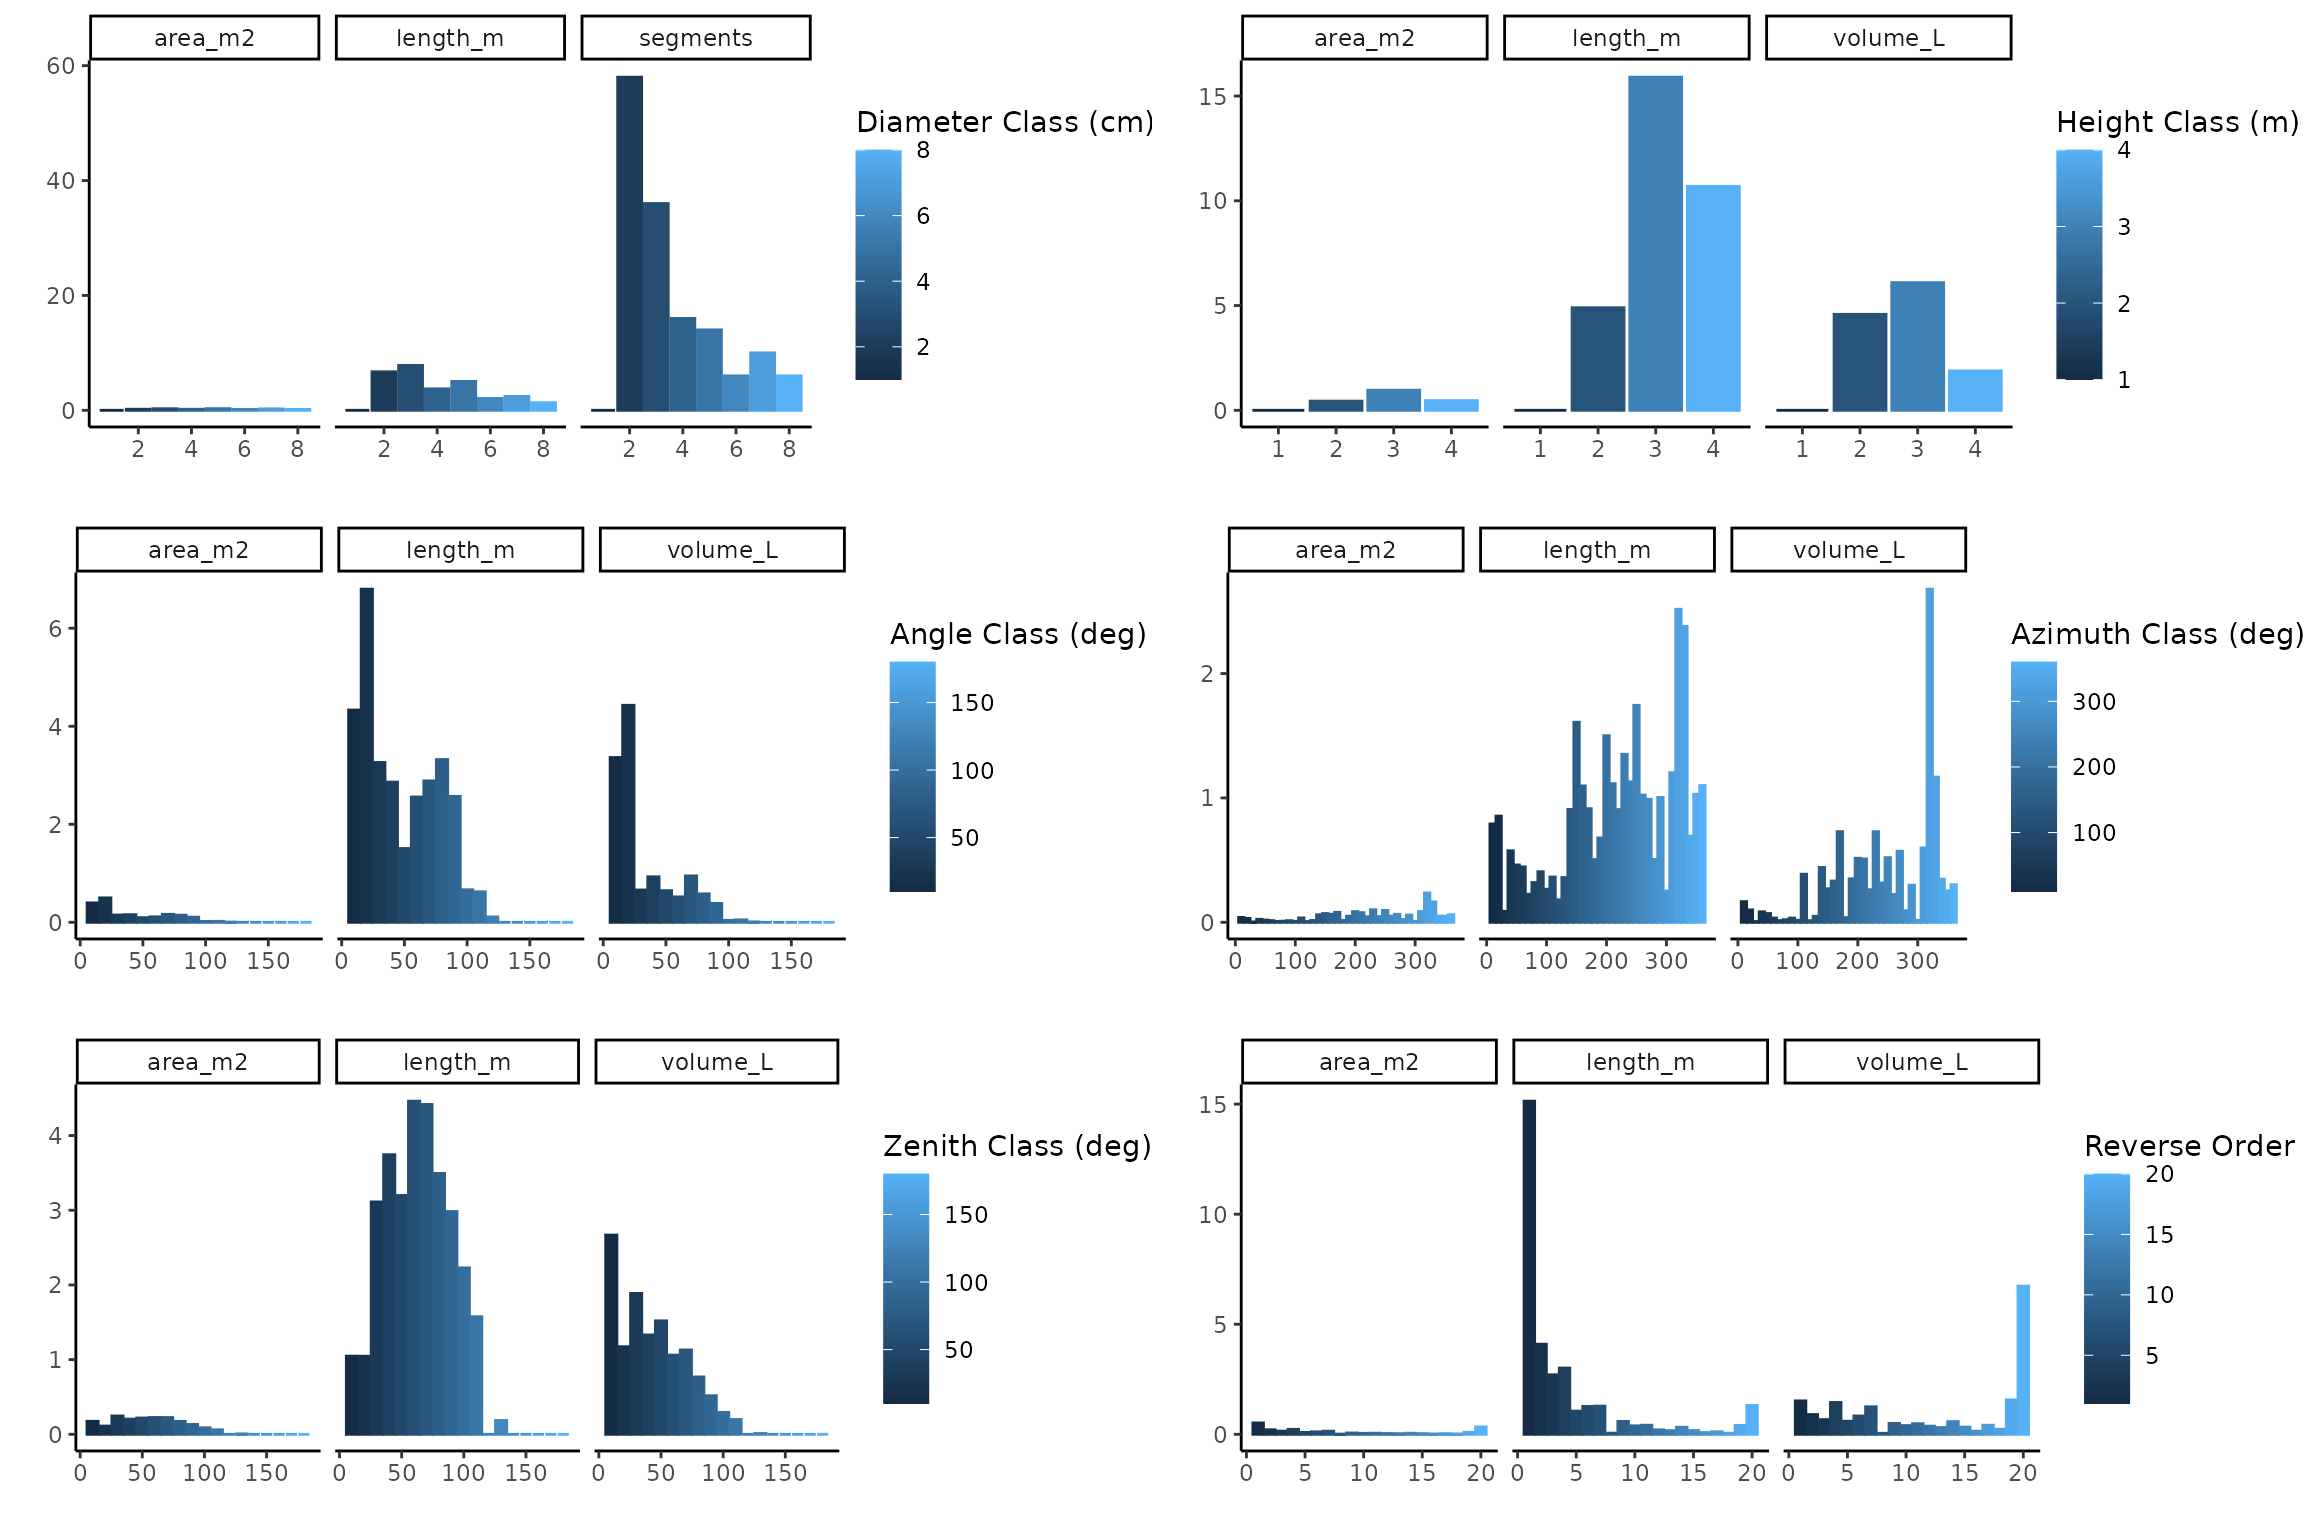 area_m2 length_m segments
60
40
20
0
2 4 6 8 2 4 6 8 2 4 6 8
Diameter Class (cm)
8
6
4
2
area_m2 length_m volume_L
15
10
5
0
1 2 3 4 1 2 3 4 1 2 3 4
Height Class (m)
4
3
2
1
area_m2 length_m volume_L
6
4
2
0
0 50 100 150 0 50 100 150 0 50 100 150
Angle Class (deg)
150
100
50
area_m2 length_m volume_L
2
1
0
0 100 200 300 0 100 200 300 0 100 200 300
Azimuth Class (deg)
300
200
100
area_m2 length_m volume_L
4
3
2
1
0
0 50 100 150 0 50 100 150 0 50 100 150
Zenith Class (deg)
150
100
50
area_m2 length_m volume_L
15
10
5
0
0 5 10 15 20 0 5 10 15 20 0 5 10 15 20
Reverse Order
20
15
10
5